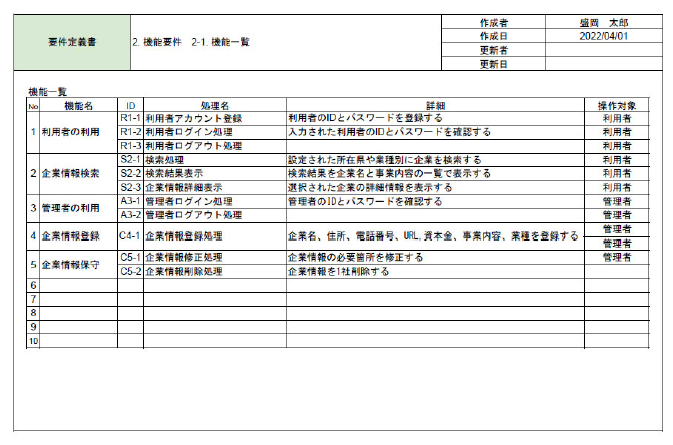 要件定義書
2. 機能要件　2-1. 機能一覧
作成者 盛岡　太郎
作成日 2022/04/01
更新者
更新日
機能一覧
No 機能名 ID 処理名 詳細 操作対象
1 利用者の利用 R1-1 利用者アカウント登録 利用者のIDとパスワードを登録する 利用者
R1-2 利用者ログイン処理 入力された利用者のIDとパスワードを確認する 利用者
R1-3 利用者ログアウト処理 利用者
2 企業情報検索 S2-1 検索処理 設定された所在県や業種別に企業を検索する 利用者
S2-2 検索結果表示 検索結果を企業名と事業内容の一覧で表示する 利用者
S2-3 企業情報詳細表示 選択された企業の詳細情報を表示する 利用者
3 管理者の利用 A3-1 管理者ログイン処理 管理者のIDとパスワードを確認する 管理者
A3-2 管理者ログアウト処理 管理者
4 企業情報登録 C4-1 企業情報登録処理 企業名、住所、電話番号、URL,資本金、事業内容、業種を登録する 管理者
管理者
5 企業情報保守 C5-1 企業情報修正処理 企業情報の必要箇所を修正する 管理者
C5-2 企業情報削除処理 企業情報を1社削除する
6
7
8
9
10